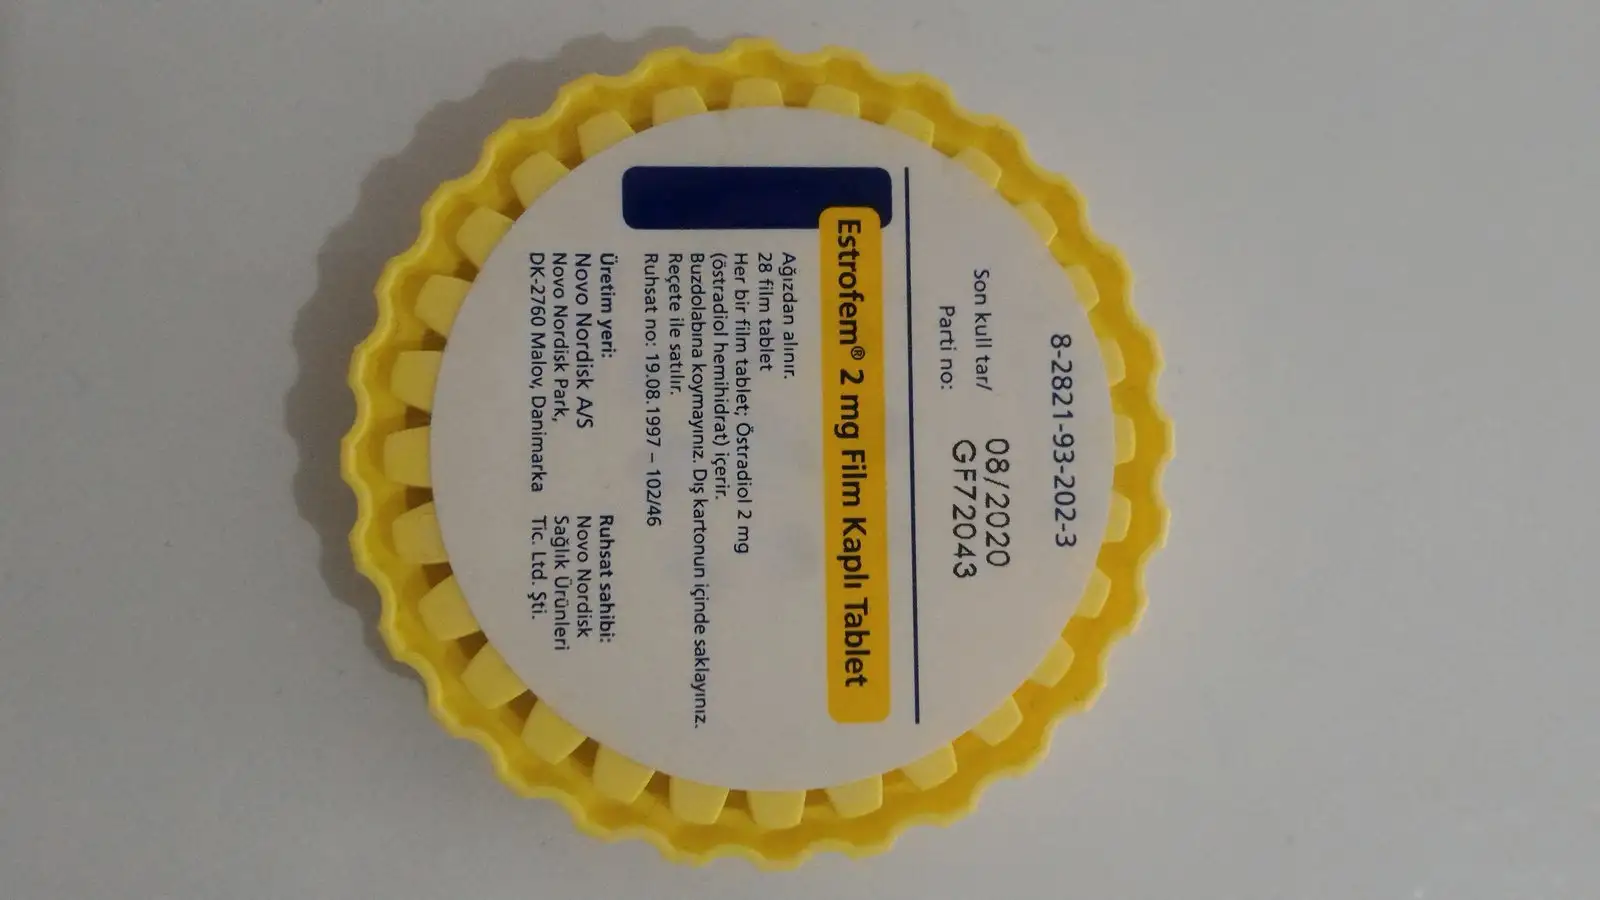 8-2821-93-202-3
Son kull tar/ 08/2020
Parti no: GF72043
Estrofem® 2 mg Film Kaplı Tablet
Ağızdan alınır.
28 film tablet
Her bir film tablet; Östradiol 2 mg
(östradiol hemihidrat) içerir.
Buzdolabına koymayınız. Dış kartonun içinde saklayınız.
Reçete ile satılır.
Ruhsat no: 19.08.1997 – 102/46
Üretim yeri:
Novo Nordisk A/S
Novo Nordisk Park,
DK-2760 Malov, Danimarka
Ruhsat sahibi:
Novo Nordisk
Sağlık Ürünleri
Tic. Ltd. Şti.